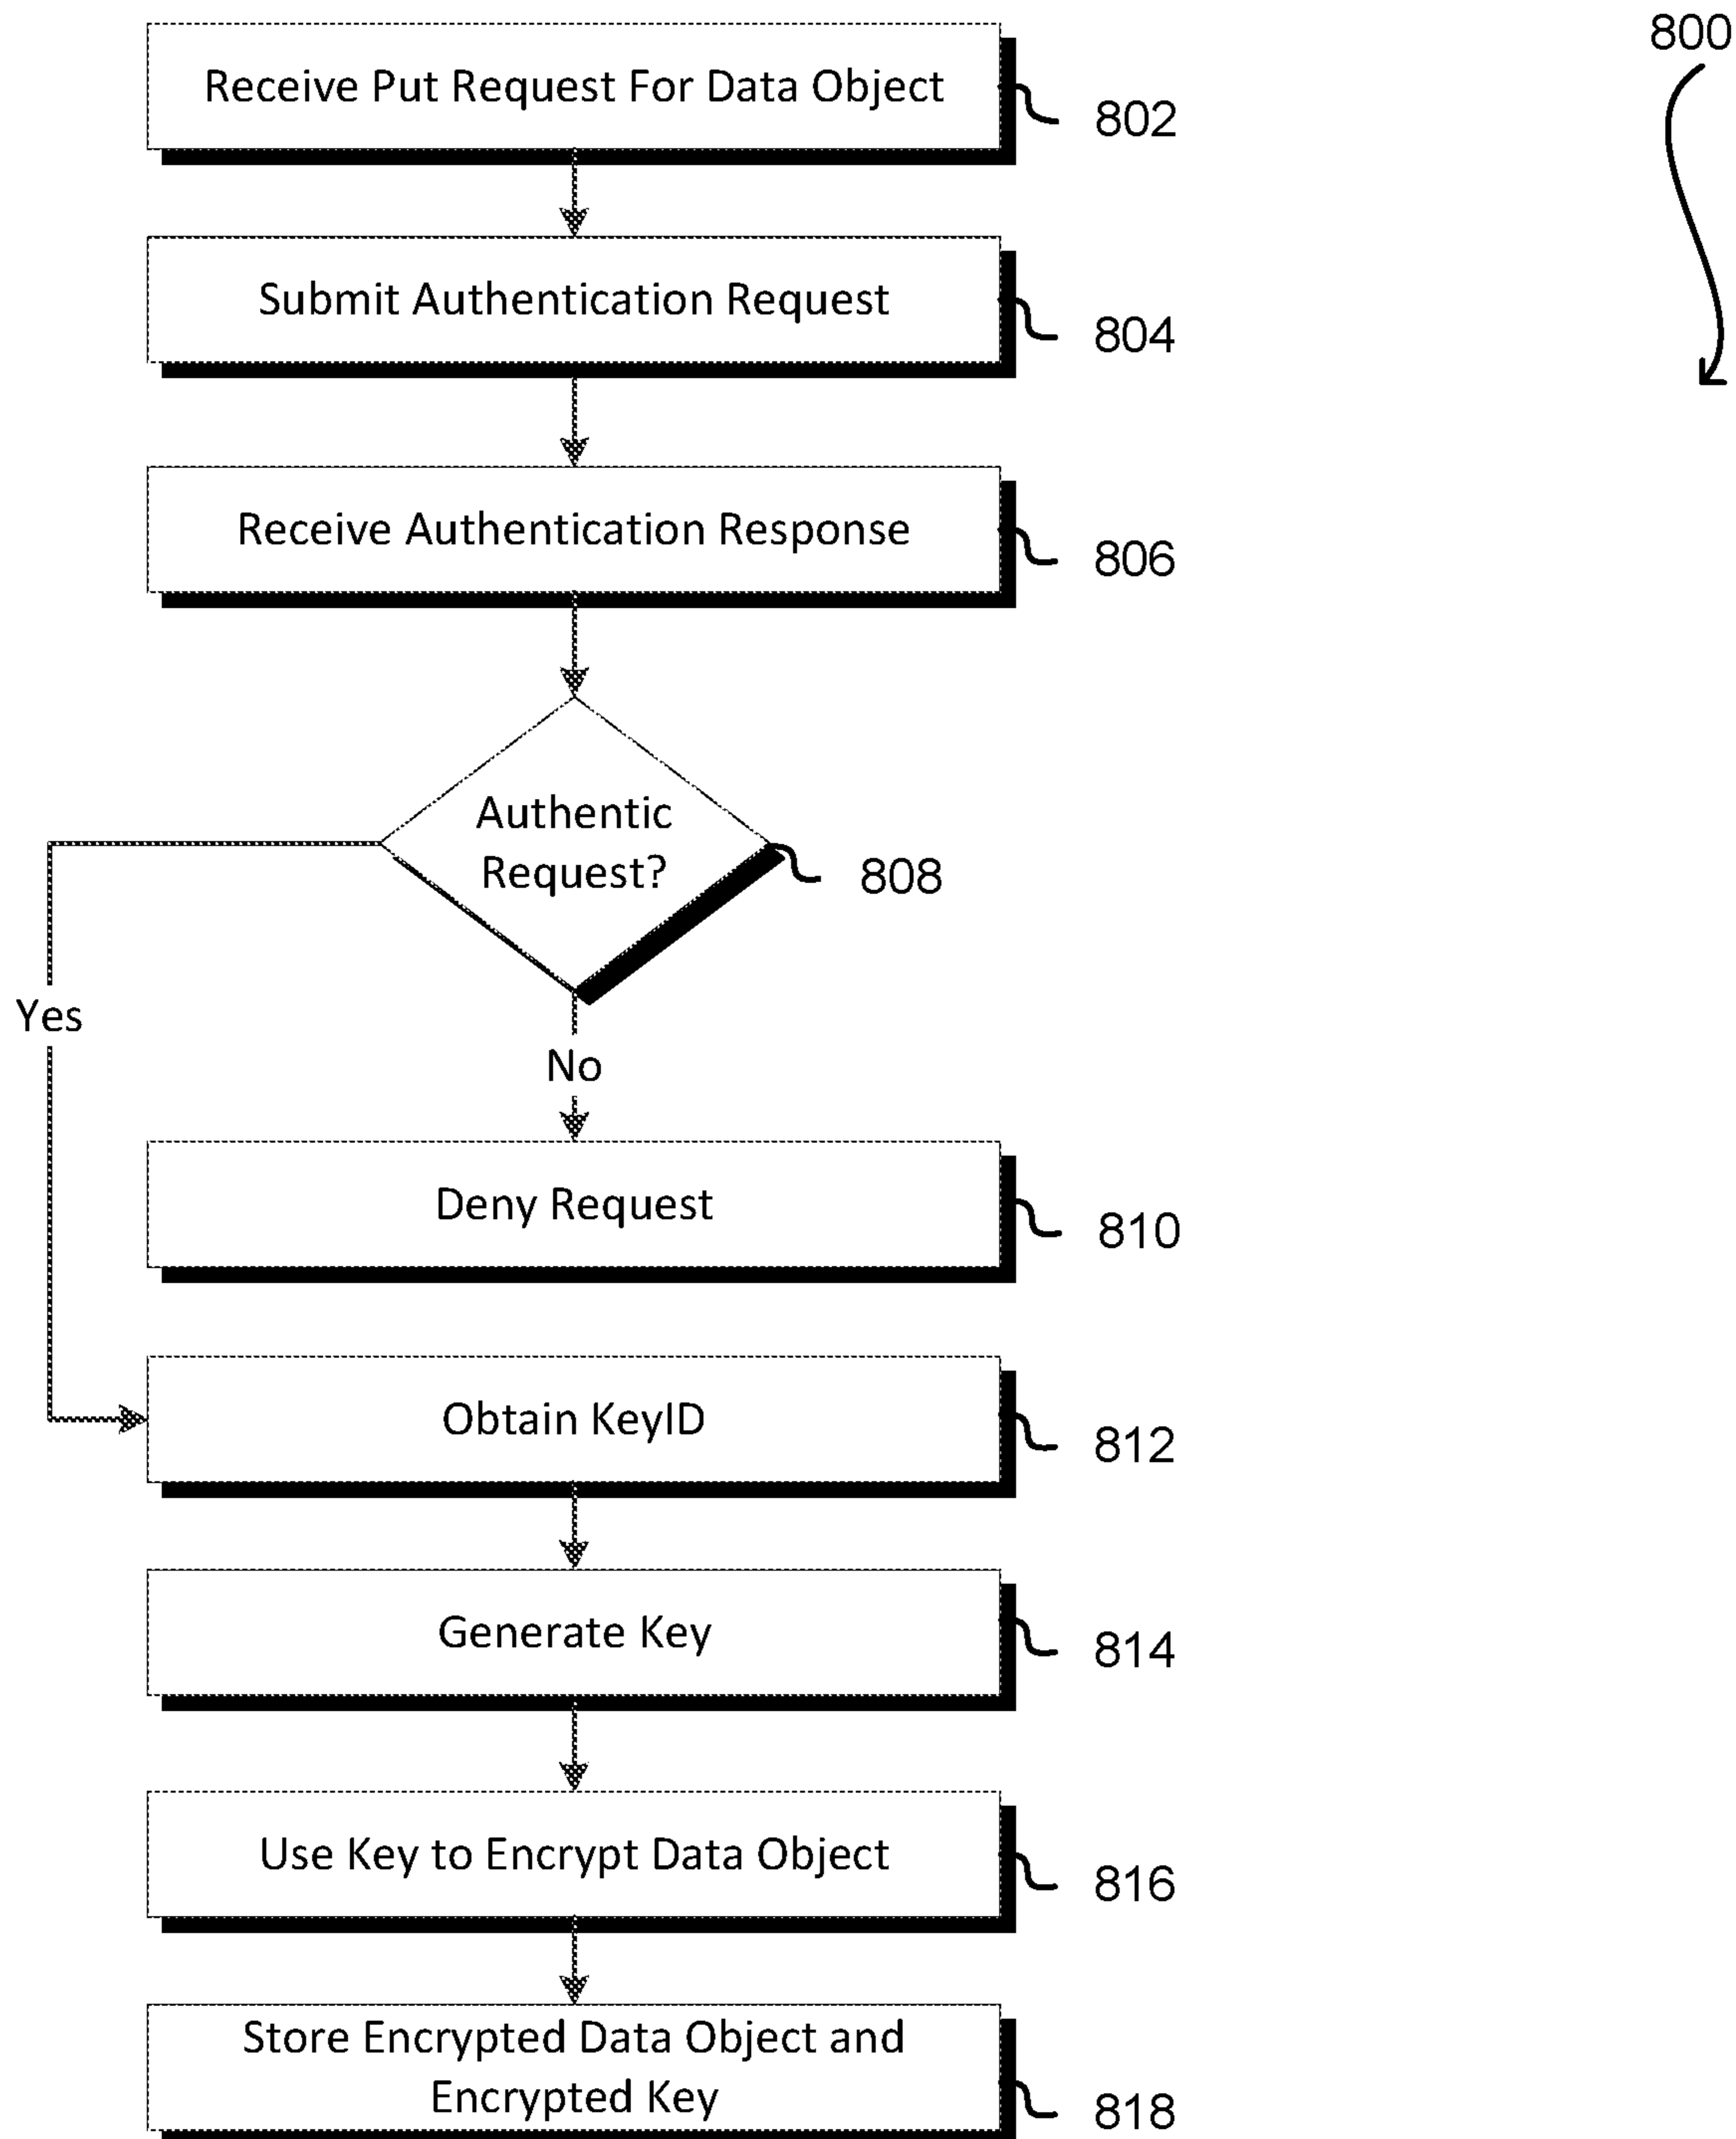 800
Receive Put Request For Data Object
802
Submit Authentication Request
804
Receive Authentication Response
806
Authentic
Request?
808
Yes
No
Deny Request
810
Obtain KeyID
812
Generate Key
814
Use Key to Encrypt Data Object
816
Store Encrypted Data Object and
Encrypted Key
818